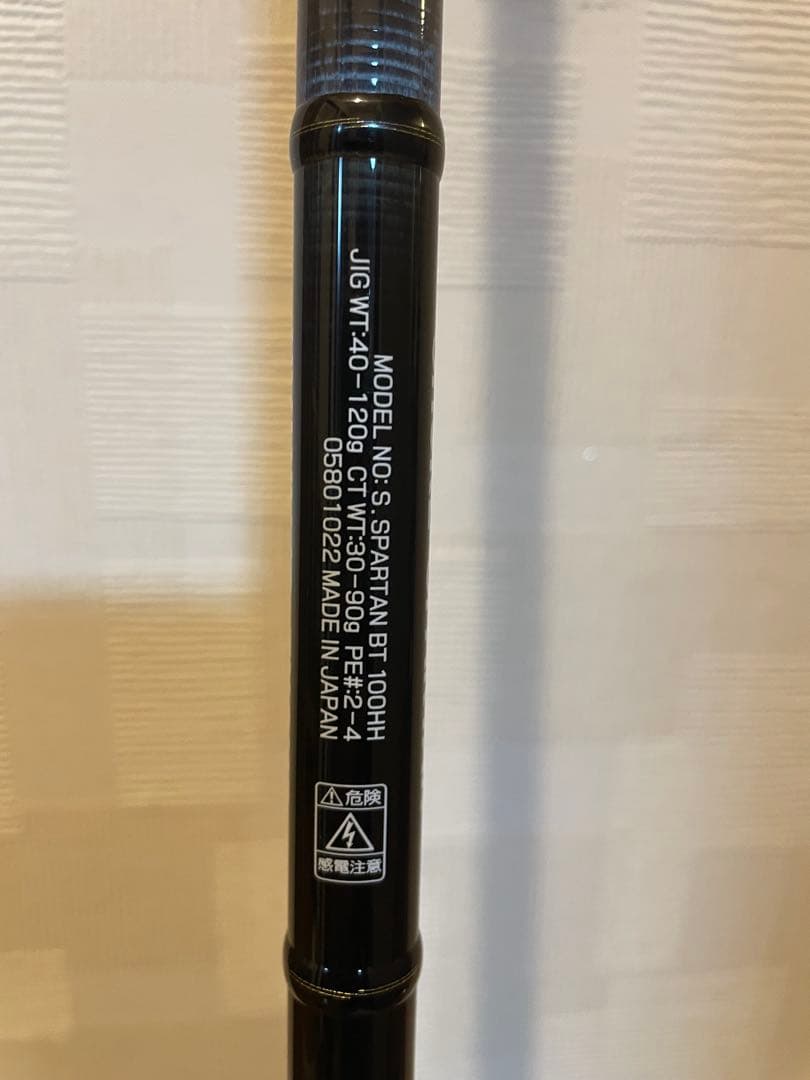 MODEL NO: S. SPARTAN BT 100HH
JIG WT:40-120g CT WT:30-90g PE#:2-4
05801022 MADE IN JAPAN
危険
感電注意